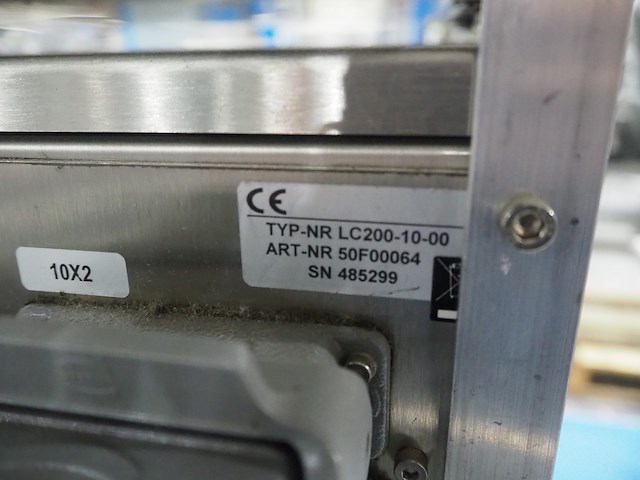 CE
TYP-NR LC200-10-00
ART-NR 50F00064
SN 485299
10X2